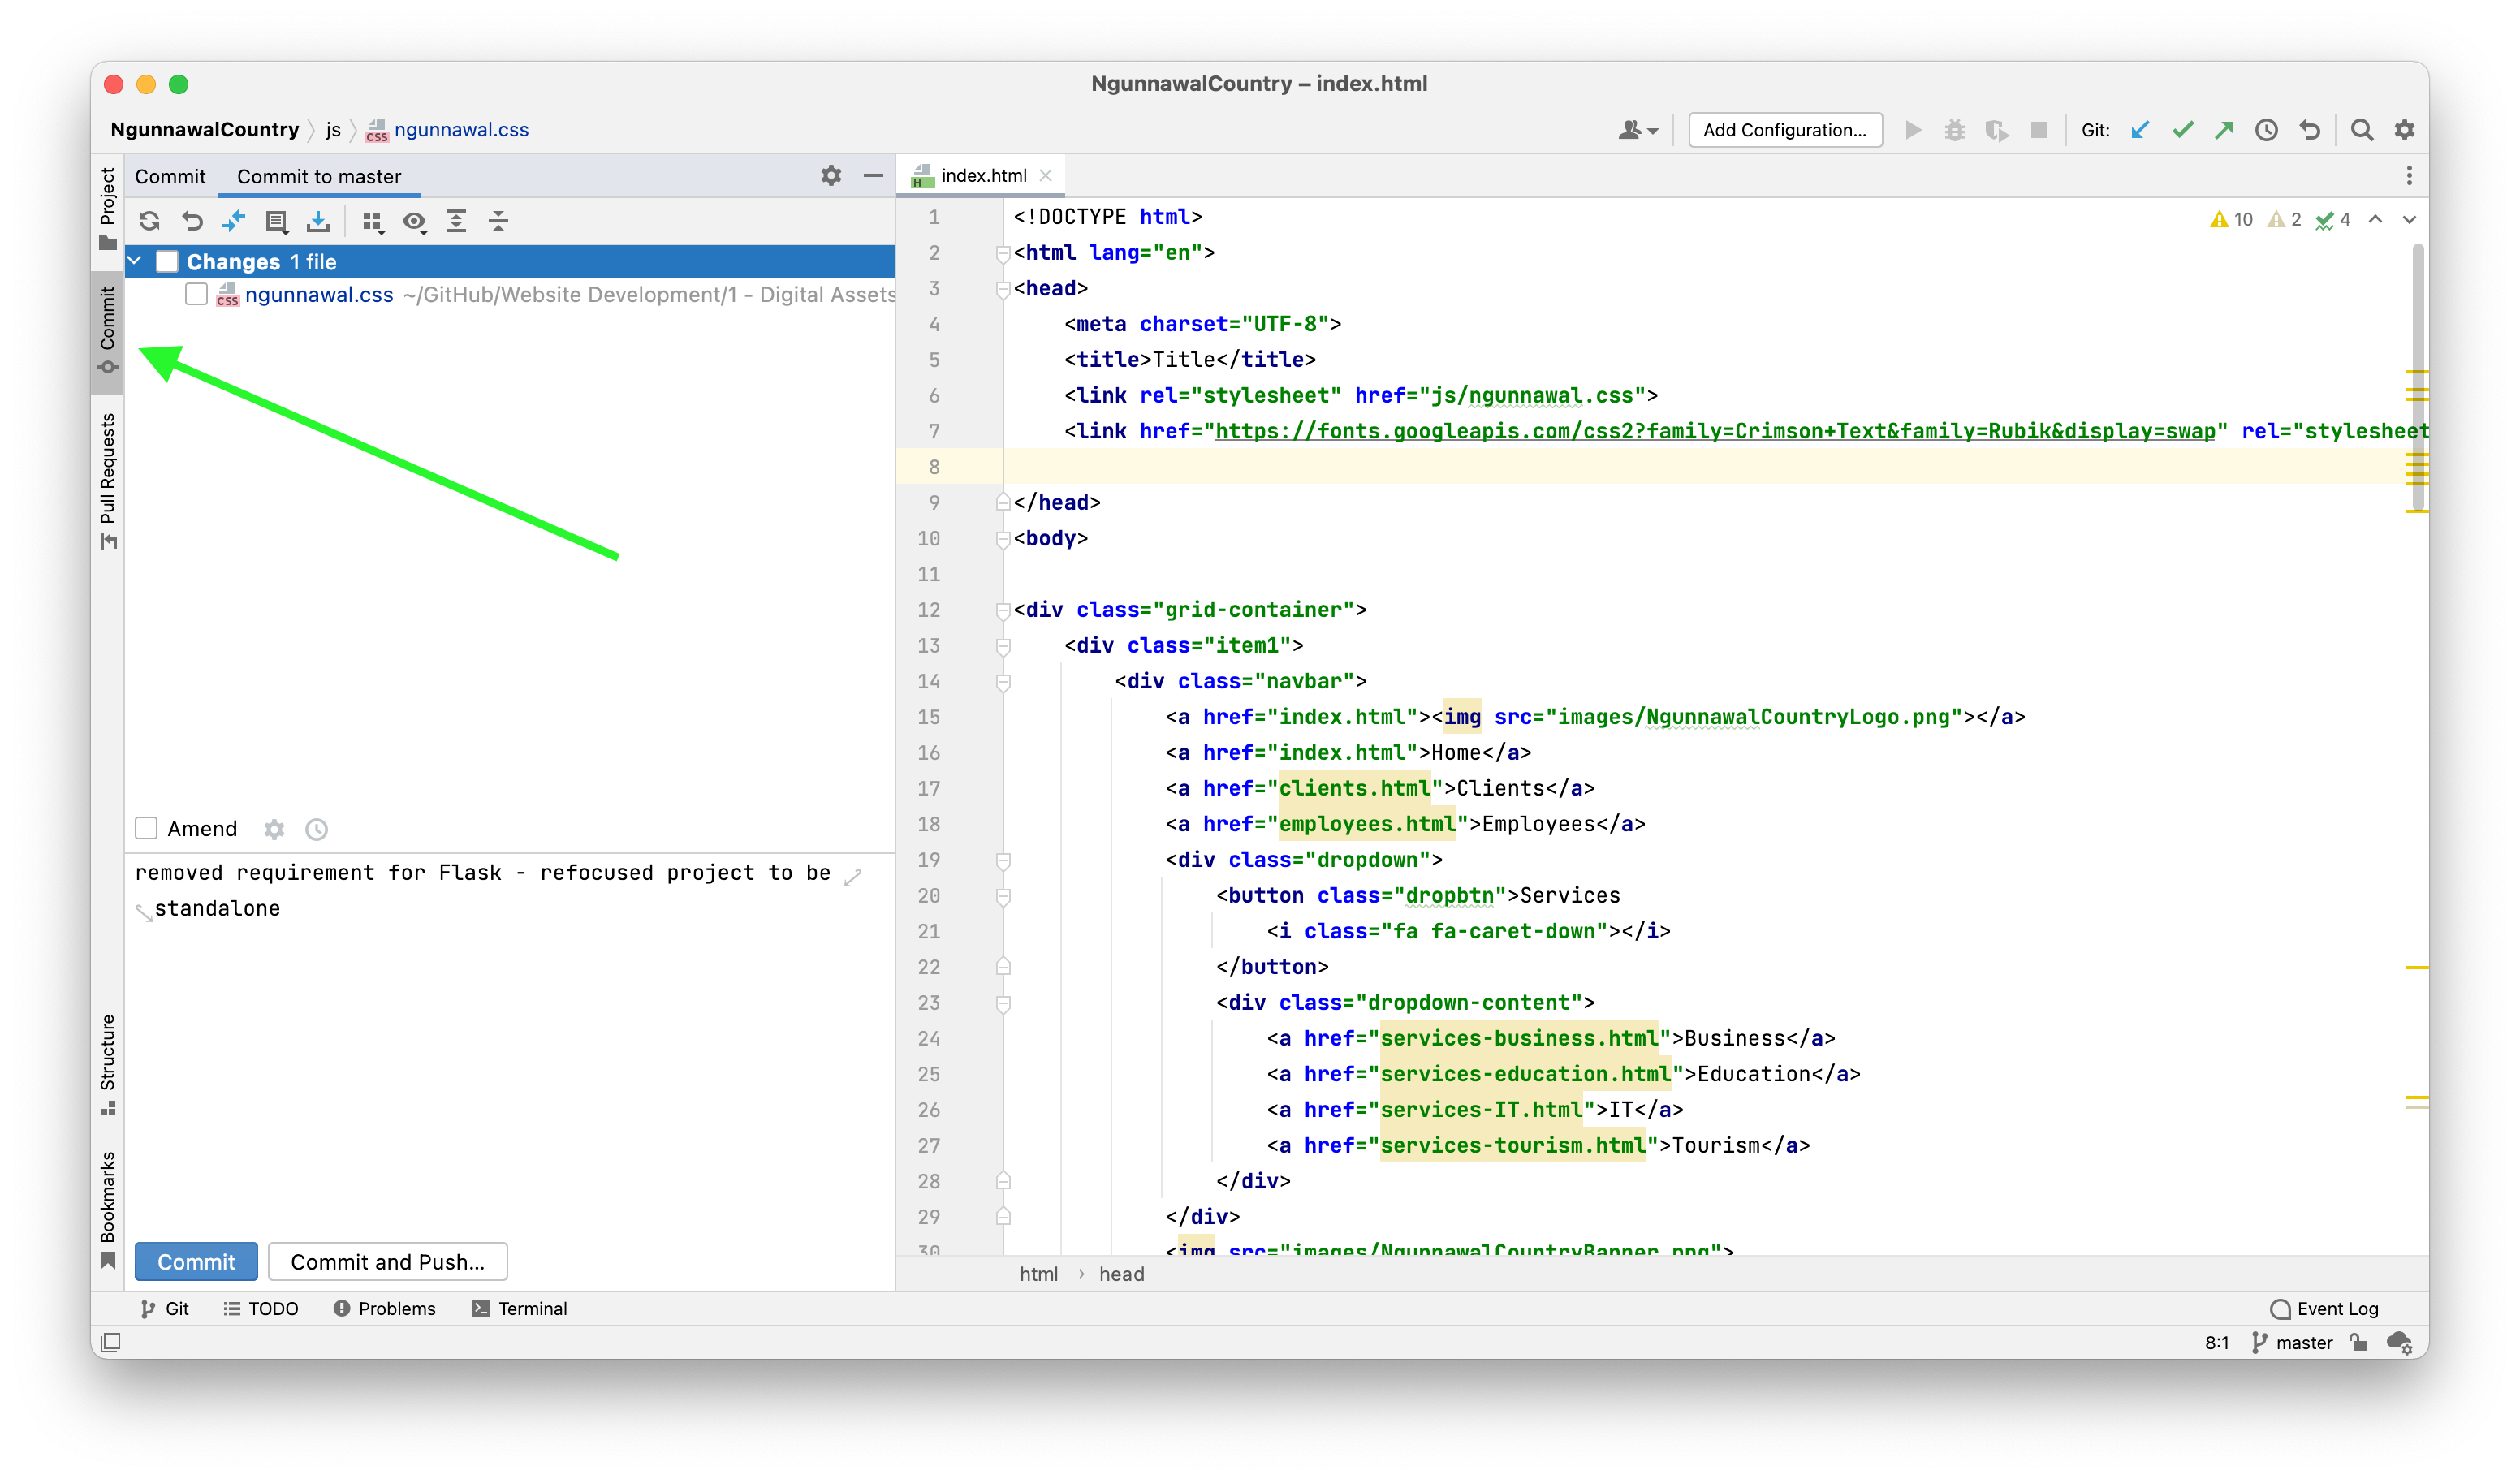 NgunnawalCountry – index.html
NgunnawalCountry js ngunnawal.css
Add Configuration...
Git:
Project
Commit
Pull Requests
Structure
Bookmarks
Commit Commit to master
Changes 1 file
ngunnawal.css ~/GitHub/Website Development/1 - Digital Assets
Amend
removed requirement for Flask - refocused project to be
standalone
Commit Commit and Push...
index.html
10 2 4
1 <!DOCTYPE html>
2 <html lang="en">
3 <head>
4 <meta charset="UTF-8">
5 <title>Title</title>
6 <link rel="stylesheet" href="js/ngunnawal.css">
7 <link href="https://fonts.googleapis.com/css2?family=Crimson+Text&family=Rubik&display=swap" rel="stylesheet
8
9 </head>
10 <body>
11
12 <div class="grid-container">
13 <div class="item1">
14 <div class="navbar">
15 <a href="index.html"><img src="images/NgunnawalCountryLogo.png"></a>
16 <a href="index.html">Home</a>
17 <a href="clients.html">Clients</a>
18 <a href="employees.html">Employees</a>
19 <div class="dropdown">
20 <button class="dropbtn">Services
21 <i class="fa fa-caret-down"></i>
22 </button>
23 <div class="dropdown-content">
24 <a href="services-business.html">Business</a>
25 <a href="services-education.html">Education</a>
26 <a href="services-IT.html">IT</a>
27 <a href="services-tourism.html">Tourism</a>
28 </div>
29 </div>
30 <img src="images/NgunnawalCountryBanner.png">
html › head
Git TODO Problems Terminal
Event Log
8:1 master